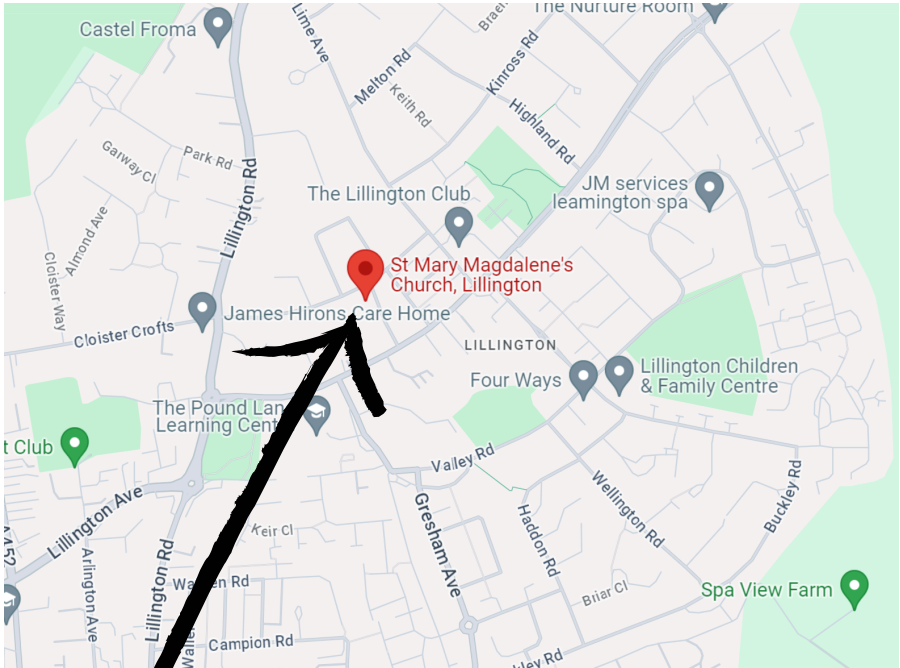 The Nurture Room
Castel Froma
Lime Ave
Melton Rd
Kinross Rd
Keith Rd
Highland Rd
Garway Cl
Park Rd
Lillington Rd
The Lillington Club
JM services
leamington spa
Almond Ave
Cloister Way
St Mary Magdalene's
Church, Lillington
James Hirons Care Home
Cloister Crofts
LILLINGTON
Four Ways
Lillington Children
& Family Centre
The Pound Lan
Learning Cent
t Club
Valley Rd
Lillington Ave
Gresham Ave
Wellington Rd
Buckley Rd
Haddon Rd
Keir Cl
Arlington Ave
Lillington Rd
Briar Cl
Spa View Farm
Campion Rd